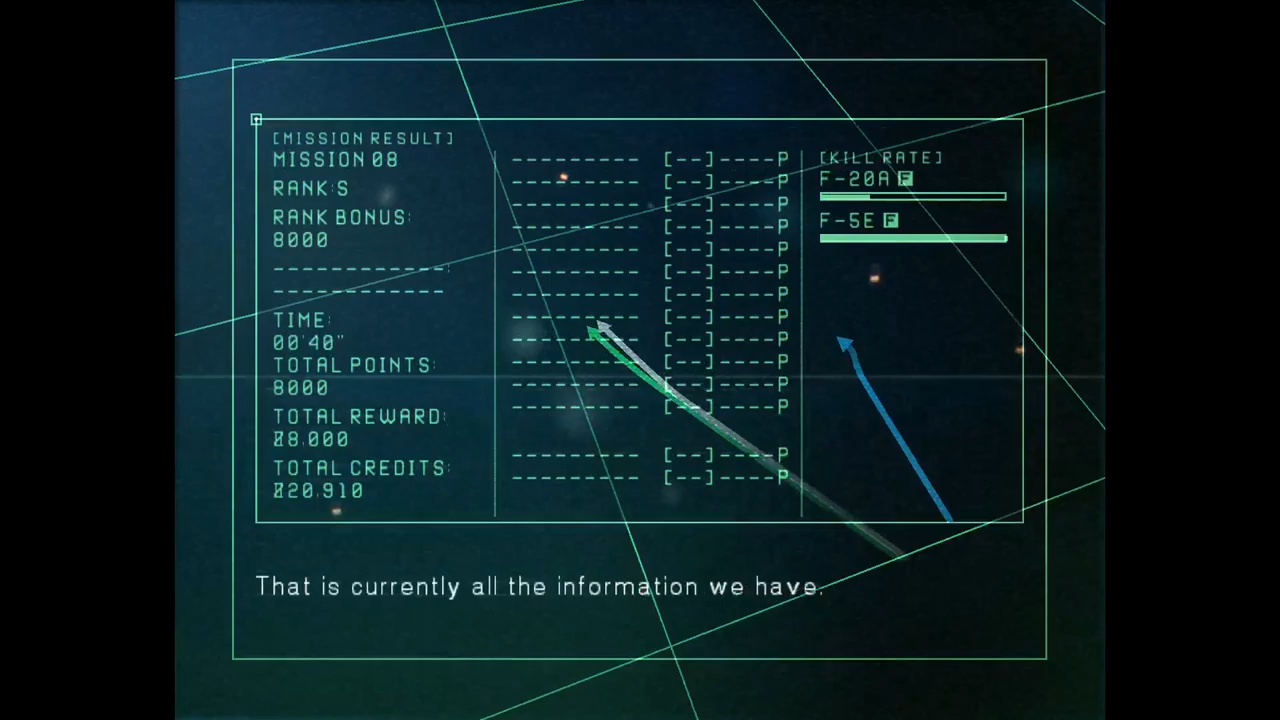 [MISSION RESULT]
MISSION 08
RANK:S
RANK BONUS:
8000
------------:
------------
TIME:
00'40"
TOTAL POINTS:
8000
TOTAL REWARD:
Ƶ8,000
TOTAL CREDITS:
Ƶ20,910
---------- [--]----P
---------- [--]----P
---------- [--]----P
---------- [--]----P
---------- [--]----P
---------- [--]----P
---------- [--]----P
---------- [--]----P
---------- [--]----P
---------- [--]----P
---------- [--]----P
---------- [--]----P
---------- [--]----P
---------- [--]----P
[KILL RATE]
F-20A F
F-5E F
That is currently all the information we have.